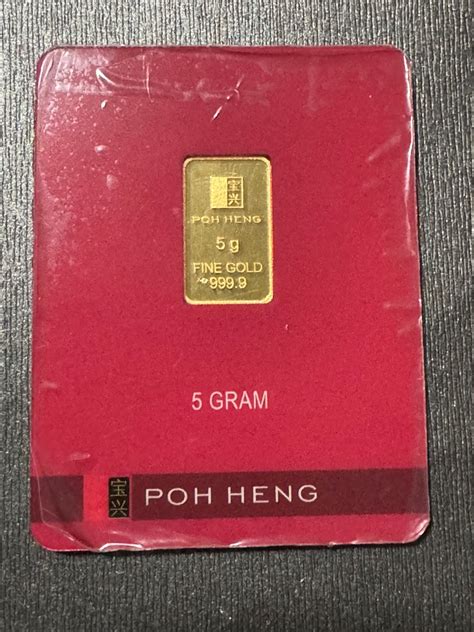 宝
兴
POH HENG
5 g
FINE GOLD
999.9
5 GRAM
宝
兴
POH HENG